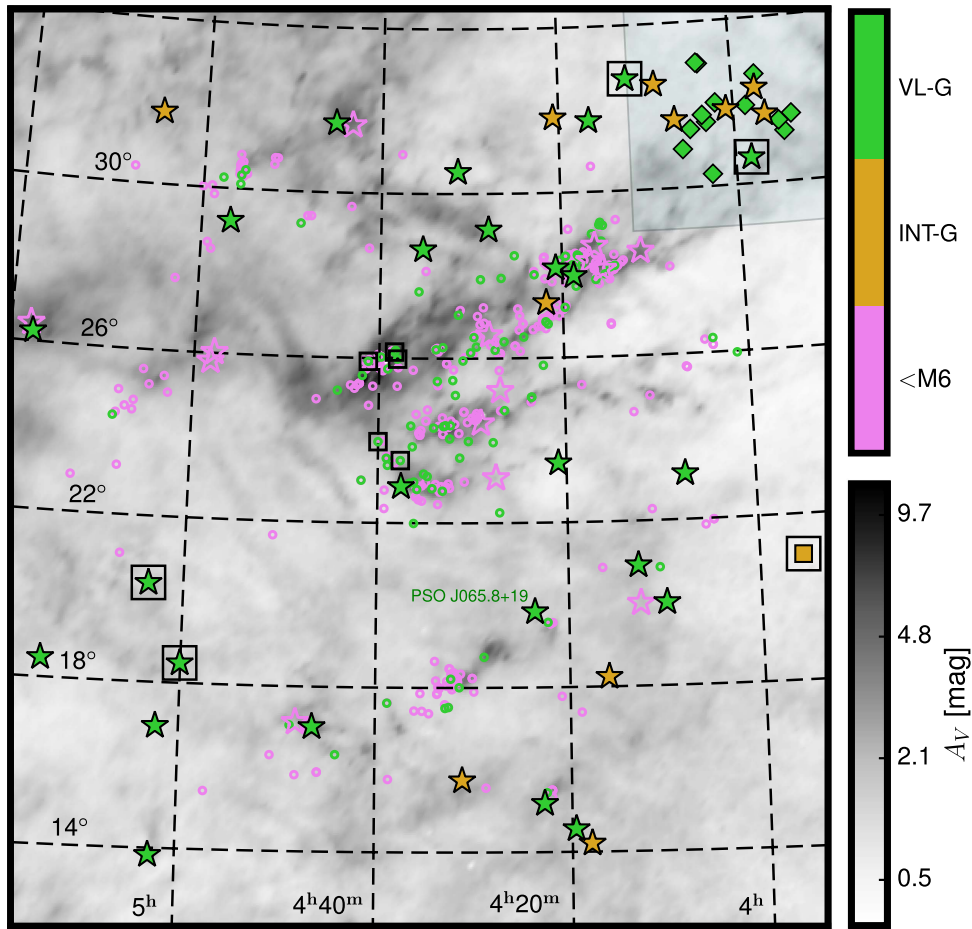 30°
26°
22°
PSO J065.8+19
18°
14°
5ʰ
4ʰ40ᵐ
4ʰ20ᵐ
4ʰ
VL-G
INT-G
<M6
9.7
4.8
2.1
0.5
A_V [mag]